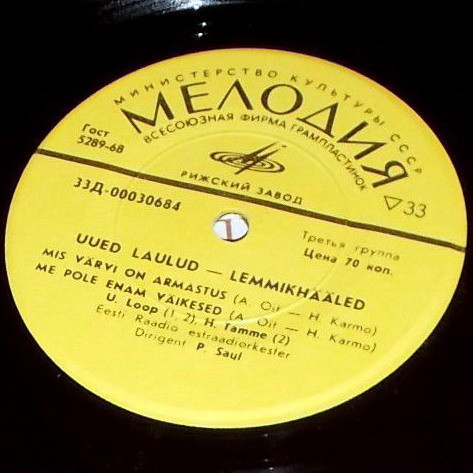 МИНИСТЕРСТВО КУЛЬТУРЫ СССР
МЕЛОДИЯ
ВСЕСОЮЗНАЯ ФИРМА ГРАМПЛАСТИНОК
Гост
5289-68
РИЖСКИЙ ЗАВОД
▽33
33Д-00030684
1
Третья группа
Цена 70 коп.
UUED LAULUD — LEMMIKHÄÄLED
MIS VÄRVI ON ARMASTUS (A. Oit — H. Karmo)
ME POLE ENAM VÄIKESED (A. Oit — H. Karmo)
U. Loop (1, 2), H. Tamme (2)
Eesti Raadio estraadiorkester
Dirigent P. Saul